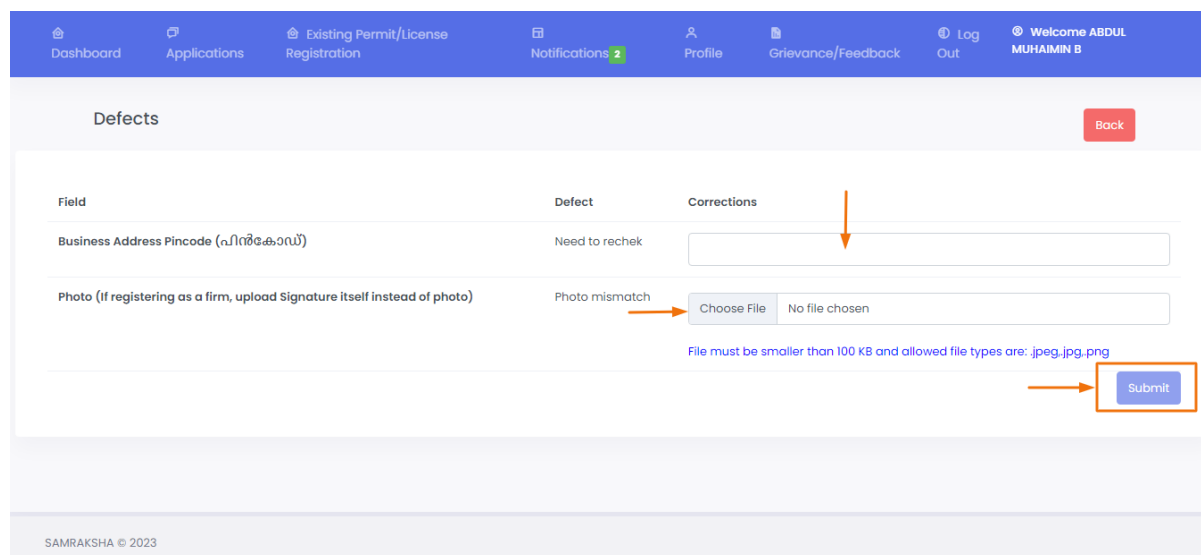 Dashboard
Applications
Existing Permit/License
Registration
Notifications 2
Profile
Grievance/Feedback
Log
Out
Welcome ABDUL
MUHAIMIN B
Defects
Back
Field Defect Corrections
Business Address Pincode (പിൻകോഡ്) Need to rechek
Photo (If registering as a firm, upload Signature itself instead of photo) Photo mismatch Choose File No file chosen
File must be smaller than 100 KB and allowed file types are: .jpeg,.jpg,.png
Submit
SAMRAKSHA © 2023